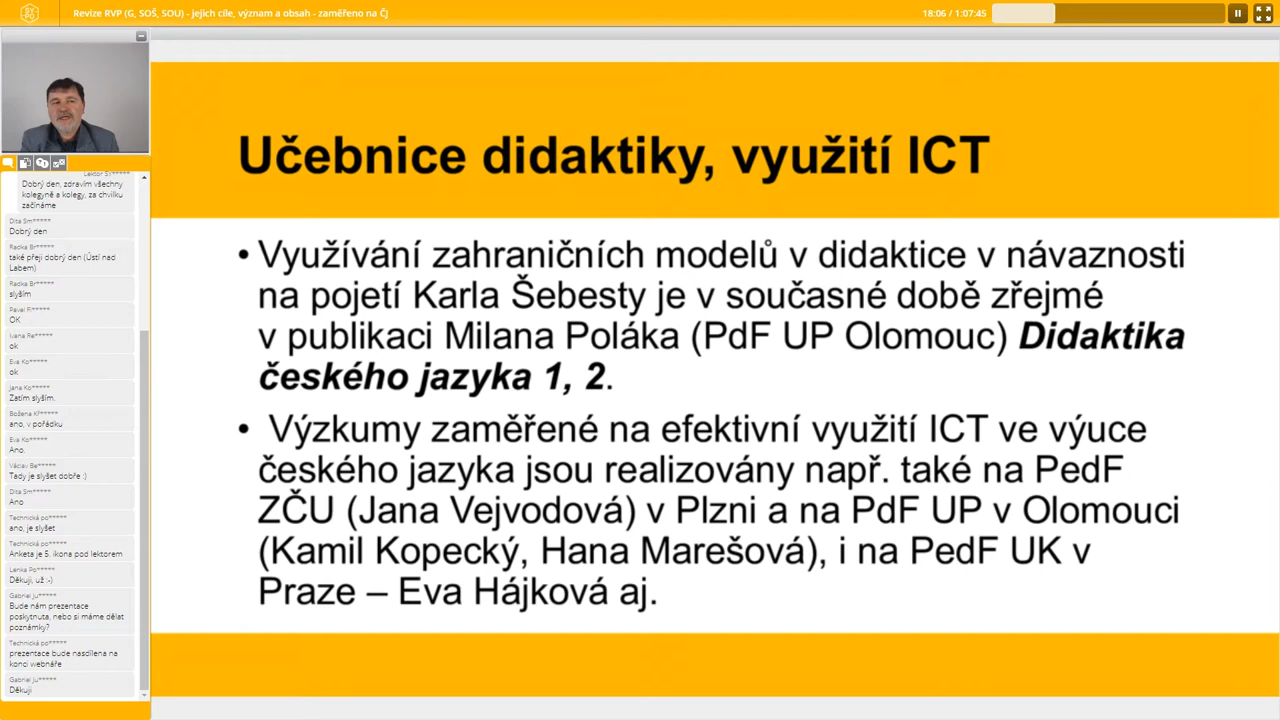 Revize RVP (G, SOŠ, SOU) - jejich cíle, význam a obsah - zaměřeno na Čj
18:06 / 1:07:45
Učebnice didaktiky, využití ICT
• Využívání zahraničních modelů v didaktice v návaznosti
na pojetí Karla Šebesty je v současné době zřejmé
v publikaci Milana Poláka (PdF UP Olomouc) Didaktika
českého jazyka 1, 2.
• Výzkumy zaměřené na efektivní využití ICT ve výuce
českého jazyka jsou realizovány např. také na PedF
ZČU (Jana Vejvodová) v Plzni a na PdF UP v Olomouci
(Kamil Kopecký, Hana Marešová), i na PedF UK v
Praze – Eva Hájková aj.
Lektor SY*****
Dobrý den, zdravím všechny
kolegyně a kolegy, za chvilku
začínáme
Dita Sm*****
Dobrý den
Radka Br*****
také přeji dobrý den (Ústí nad
Labem)
Radka Br*****
slyším
Pavel Fi*****
OK
Ivana Re*****
ok
Eva Ko*****
ok
Jana Ko*****
Zatím slyším.
Božena Kř*****
ano, v pořádku
Eva Ko*****
Ano.
Václav Be*****
Tady je slyšet dobře :)
Dita Sm*****
Ano
Technická po*****
ano, je slyšet
Technická po*****
Anketa je 5. ikona pod lektorem
Lenka Po*****
Děkuji, už :-)
Gabriel Ju*****
Bude nám prezentace
poskytnuta, nebo si máme dělat
poznámky?
Technická po*****
prezentace bude nasdílena na
konci webnáře
Gabriel Ju*****
Děkuji